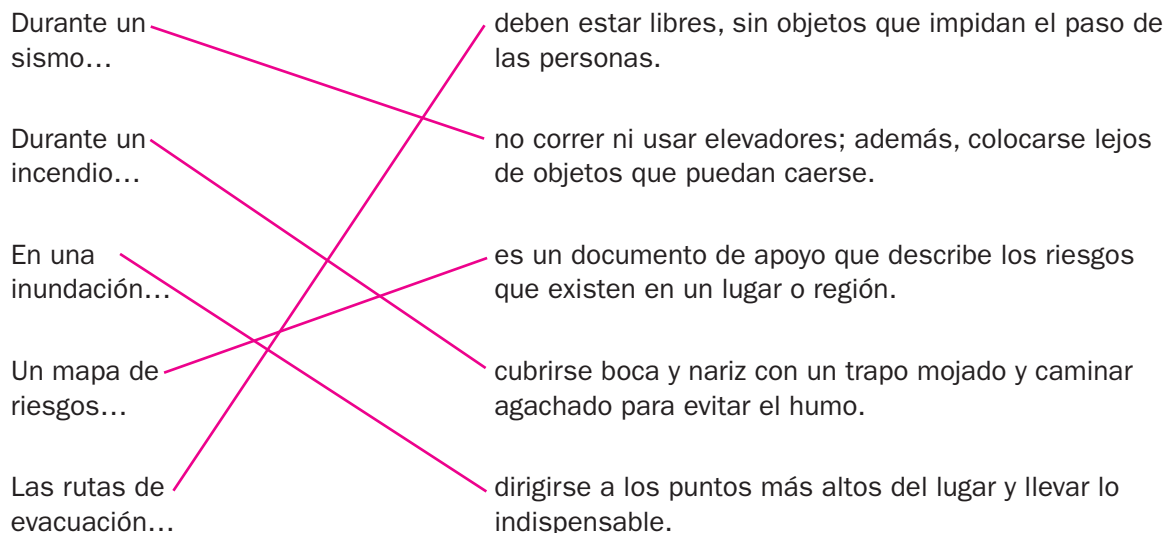 Durante un
sismo…
deben estar libres, sin objetos que impidan el paso de
las personas.
Durante un
incendio…
no correr ni usar elevadores; además, colocarse lejos
de objetos que puedan caerse.
En una
inundación…
es un documento de apoyo que describe los riesgos
que existen en un lugar o región.
Un mapa de
riesgos…
cubrirse boca y nariz con un trapo mojado y caminar
agachado para evitar el humo.
Las rutas de
evacuación…
dirigirse a los puntos más altos del lugar y llevar lo
indispensable.